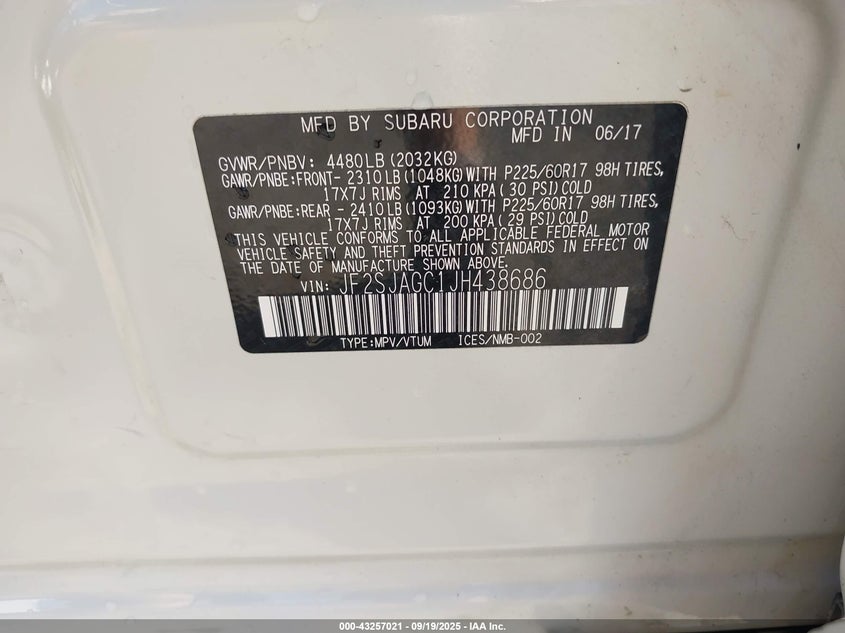 MFD BY SUBARU CORPORATION
MFD IN 06/17
GVWR/PNBV: 4480LB(2032KG)
GAWR/PNBE:FRONT- 2310LB(1048KG)WITH P225/60R17 98H TIRES,
17X7J RIMS AT 210 KPA( 30 PSI)COLD
GAWR/PNBE:REAR - 2410LB(1093KG)WITH P225/60R17 98H TIRES,
17X7J RIMS AT 200 KPA( 29 PSI)COLD
THIS VEHICLE CONFORMS TO ALL APPLICABLE FEDERAL MOTOR
VEHICLE SAFETY AND THEFT PREVENTION STANDARDS IN EFFECT ON
THE DATE OF MANUFACTURE SHOWN ABOVE.
VIN: JF2SJAGC1JH438686
TYPE:MPV/VTUM ICES/NMB-002
000-43257021 - 09/19/2025 - IAA Inc.